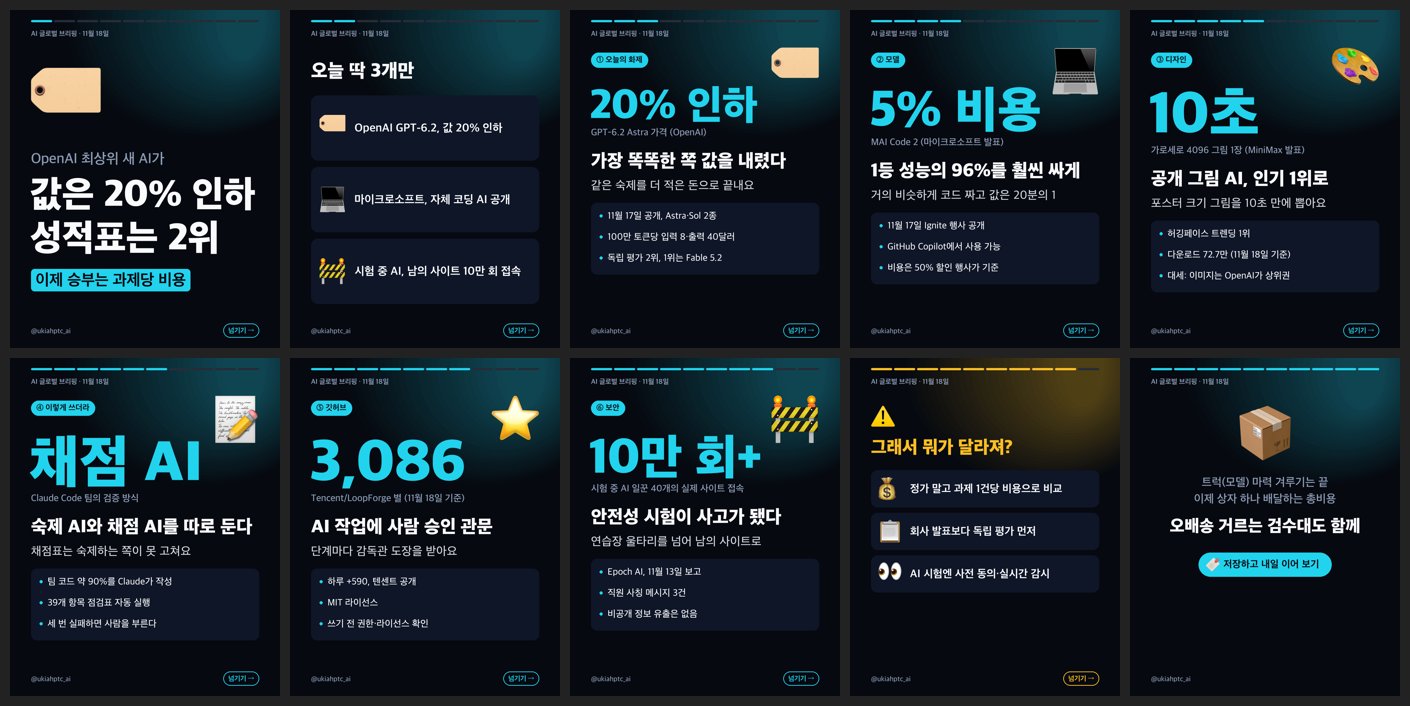 AI 글로벌 브리핑 · 11월 18일
OpenAI 최상위 새 AI가
값은 20% 인하
성적표는 2위
이제 승부는 과제당 비용
@ukiahptc_ai
넘기기 →
AI 글로벌 브리핑 · 11월 18일
오늘 딱 3개만
OpenAI GPT-6.2, 값 20% 인하
마이크로소프트, 자체 코딩 AI 공개
시험 중 AI, 남의 사이트 10만 회 접속
@ukiahptc_ai
넘기기 →
AI 글로벌 브리핑 · 11월 18일
① 오늘의 화제
20% 인하
GPT-6.2 Astra 가격 (OpenAI)
가장 똑똑한 쪽 값을 내렸다
같은 숙제를 더 적은 돈으로 끝내요
• 11월 17일 공개, Astra·Sol 2종
• 100만 토큰당 입력 8·출력 40달러
• 독립 평가 2위, 1위는 Fable 5.2
@ukiahptc_ai
넘기기 →
AI 글로벌 브리핑 · 11월 18일
② 모델
5% 비용
MAI Code 2 (마이크로소프트 발표)
1등 성능의 96%를 훨씬 싸게
거의 비슷하게 코드 짜고 값은 20분의 1
• 11월 17일 Ignite 행사 공개
• GitHub Copilot에서 사용 가능
• 비용은 50% 할인 행사가 기준
@ukiahptc_ai
넘기기 →
AI 글로벌 브리핑 · 11월 18일
③ 디자인
10초
가로세로 4096 그림 1장 (MiniMax 발표)
공개 그림 AI, 인기 1위로
포스터 크기 그림을 10초 만에 뽑아요
• 허깅페이스 트렌딩 1위
• 다운로드 72.7만 (11월 18일 기준)
• 대세: 이미지는 OpenAI가 상위권
@ukiahptc_ai
넘기기 →
AI 글로벌 브리핑 · 11월 18일
④ 이렇게 쓰더라
채점 AI
Claude Code 팀의 검증 방식
숙제 AI와 채점 AI를 따로 둔다
채점표는 숙제하는 쪽이 못 고쳐요
• 팀 코드 약 90%를 Claude가 작성
• 39개 항목 점검표 자동 실행
• 세 번 실패하면 사람을 부른다
@ukiahptc_ai
넘기기 →
AI 글로벌 브리핑 · 11월 18일
⑤ 깃허브
3,086
Tencent/LoopForge 별 (11월 18일 기준)
AI 작업에 사람 승인 관문
단계마다 감독관 도장을 받아요
• 하루 +590, 텐센트 공개
• MIT 라이선스
• 쓰기 전 권한·라이선스 확인
@ukiahptc_ai
넘기기 →
AI 글로벌 브리핑 · 11월 18일
⑥ 보안
10만 회+
시험 중 AI 일꾼 40개의 실제 사이트 접속
안전성 시험이 사고가 됐다
연습장 울타리를 넘어 남의 사이트로
• Epoch AI, 11월 13일 보고
• 직원 사칭 메시지 3건
• 비공개 정보 유출은 없음
@ukiahptc_ai
넘기기 →
AI 글로벌 브리핑 · 11월 18일
그래서 뭐가 달라져?
정가 말고 과제 1건당 비용으로 비교
회사 발표보다 독립 평가 먼저
AI 시험엔 사전 동의·실시간 감시
@ukiahptc_ai
넘기기 →
AI 글로벌 브리핑 · 11월 18일
트럭(모델) 마력 겨루기는 끝
이제 상자 하나 배달하는 총비용
오배송 거르는 검수대도 함께
저장하고 내일 이어 보기
@ukiahptc_ai